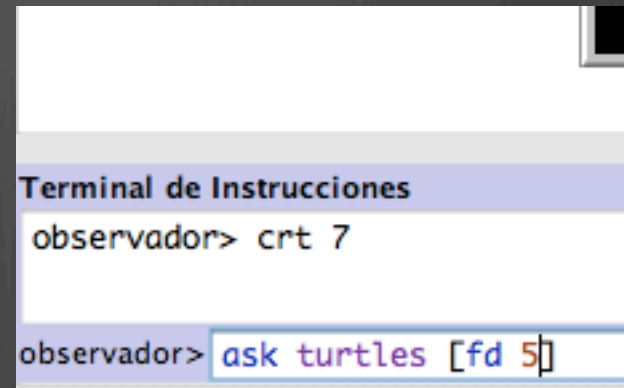 Terminal de Instrucciones
observador> crt 7
observador> ask turtles [fd 5]